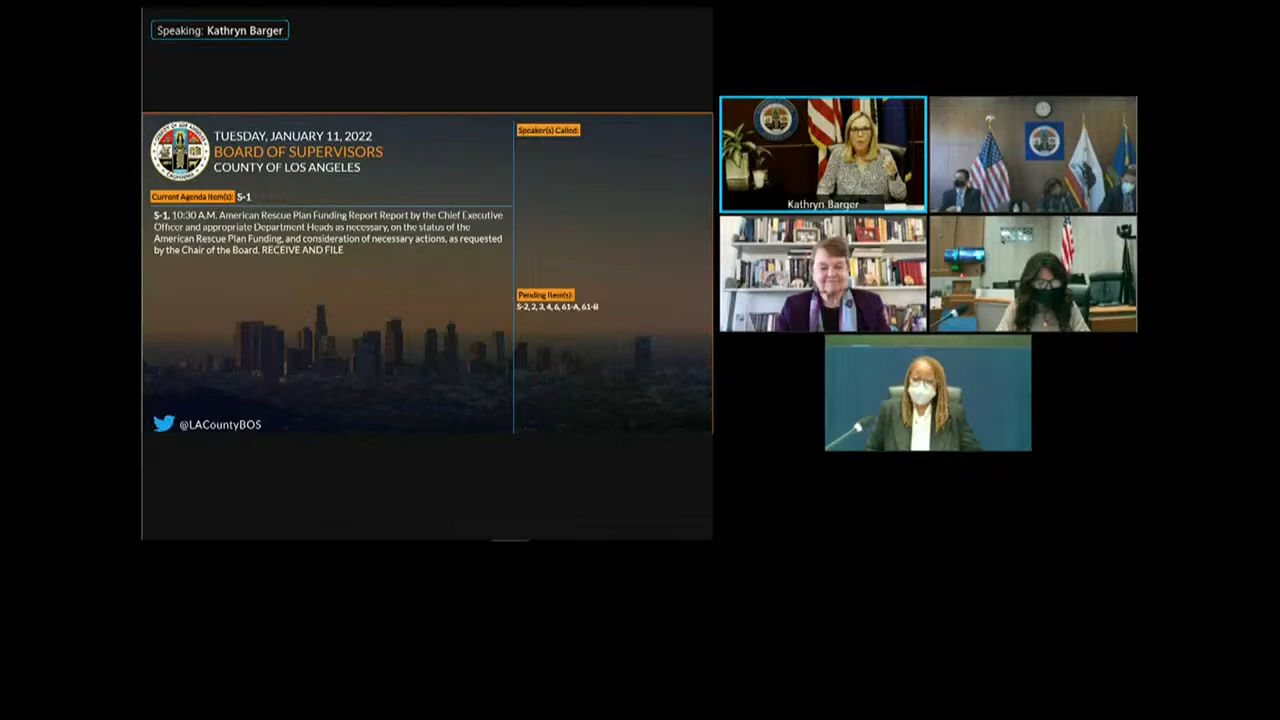 Speaking: Kathryn Barger
TUESDAY, JANUARY 11, 2022
BOARD OF SUPERVISORS
COUNTY OF LOS ANGELES
Current Agenda Item(s): S-1
S-1. 10:30 A.M. American Rescue Plan Funding Report Report by the Chief Executive
Officer and appropriate Department Heads as necessary, on the status of the
American Rescue Plan Funding, and consideration of necessary actions, as requested
by the Chair of the Board. RECEIVE AND FILE
@LACountyBOS
Speaker(s) Called:
Pending Item(s):
S-2, 2, 3, 4, 6, 61-A, 61-B
Kathryn Barger